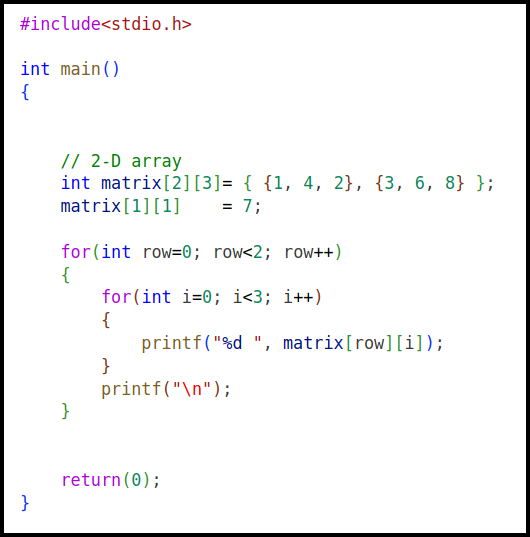 #include<stdio.h>
int main()
{
// 2-D array
int matrix[2][3]= { {1, 4, 2}, {3, 6, 8} };
matrix[1][1]    = 7;
for(int row=0; row<2; row++)
{
for(int i=0; i<3; i++)
{
printf("%d ", matrix[row][i]);
}
printf("\n");
}
return(0);
}